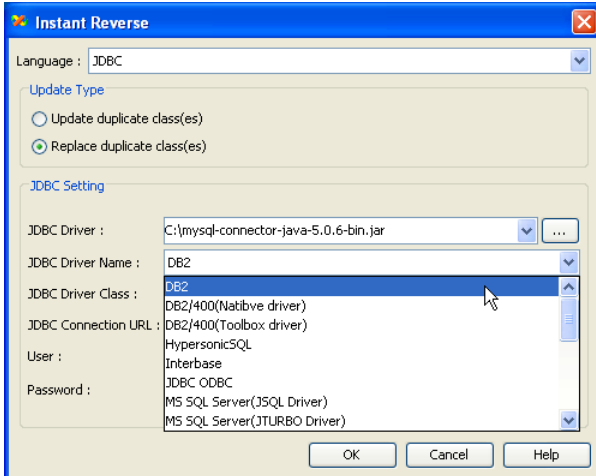 Instant Reverse
Language : JDBC
Update Type
Update duplicate class(es)
Replace duplicate class(es)
JDBC Setting
JDBC Driver : C:\mysql-connector-java-5.0.6-bin.jar ...
JDBC Driver Name : DB2
JDBC Driver Class : DB2
DB2/400(Natibve driver)
JDBC Connection URL : DB2/400(Toolbox driver)
HypersonicSQL
User : Interbase
JDBC ODBC
Password : MS SQL Server(JSQL Driver)
MS SQL Server(JTURBO Driver)
OK Cancel Help